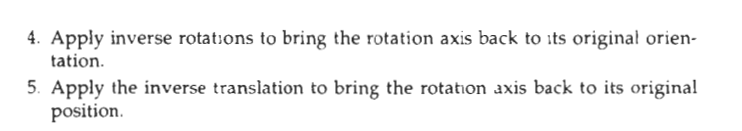 4. Apply inverse rotations to bring the rotation axis back to its original orien-
tation.
5. Apply the inverse translation to bring the rotation axis back to its original
position.